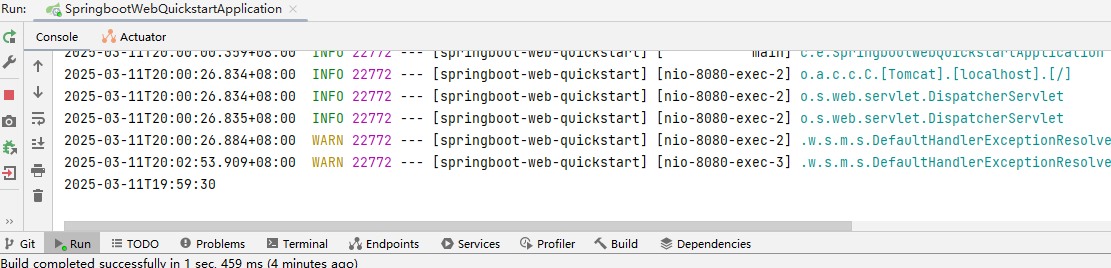 Run: SpringbootWebQuickstartApplication
Console Actuator
2025-03-11T20:00:00.359+08:00 INFO 22772 --- [springboot-web-quickstart] [ main] c.e.SpringbootWebQuickstartApplication
2025-03-11T20:00:26.834+08:00 INFO 22772 --- [springboot-web-quickstart] [nio-8080-exec-2] o.a.c.c.C.[Tomcat].[localhost].[/]
2025-03-11T20:00:26.834+08:00 INFO 22772 --- [springboot-web-quickstart] [nio-8080-exec-2] o.s.web.servlet.DispatcherServlet
2025-03-11T20:00:26.835+08:00 INFO 22772 --- [springboot-web-quickstart] [nio-8080-exec-2] o.s.web.servlet.DispatcherServlet
2025-03-11T20:00:26.884+08:00 WARN 22772 --- [springboot-web-quickstart] [nio-8080-exec-2] .w.s.m.s.DefaultHandlerExceptionResolve
2025-03-11T20:02:53.909+08:00 WARN 22772 --- [springboot-web-quickstart] [nio-8080-exec-3] .w.s.m.s.DefaultHandlerExceptionResolve
2025-03-11T19:59:30
Git Run TODO Problems Terminal Endpoints Services Profiler Build Dependencies
Build completed successfully in 1 sec, 459 ms (4 minutes ago)